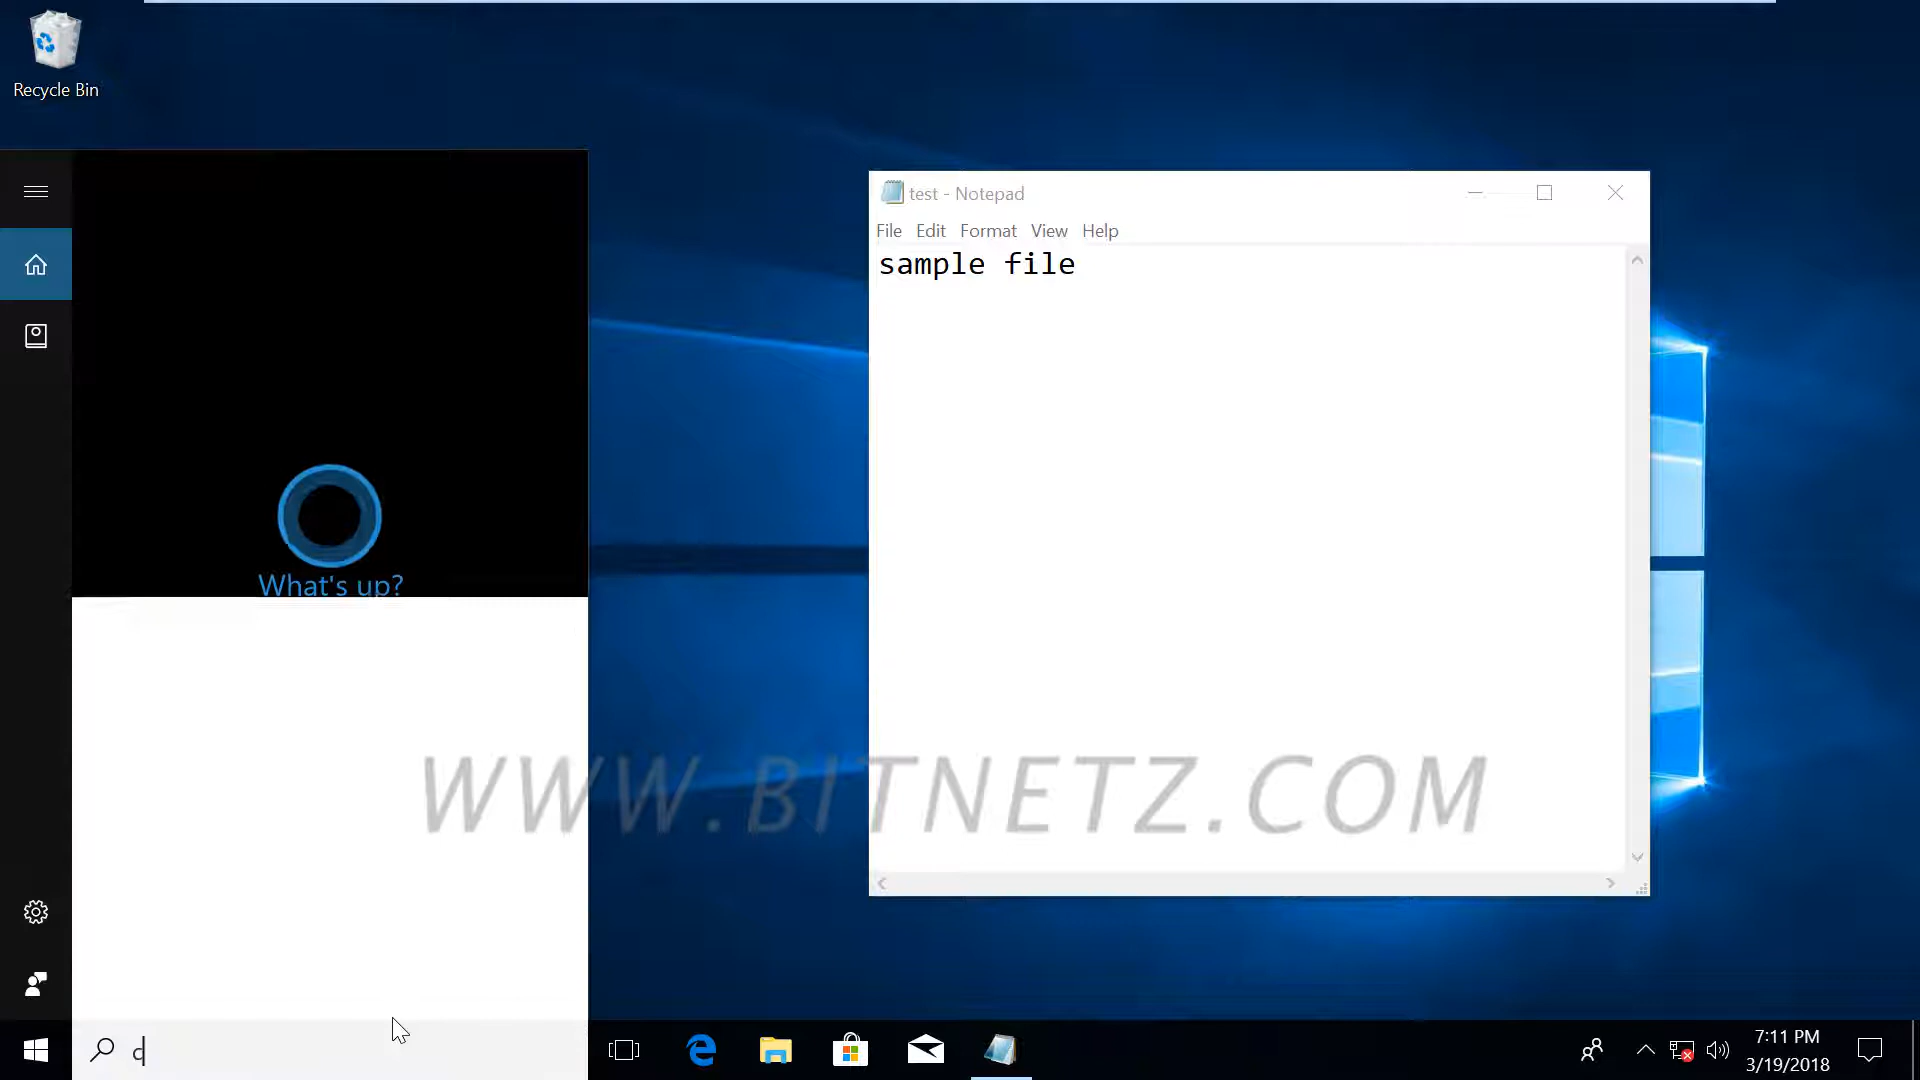 Recycle Bin
What's up?
test - Notepad
File Edit Format View Help
sample file
WWW.BITNETZ.COM
c
7:11 PM
3/19/2018